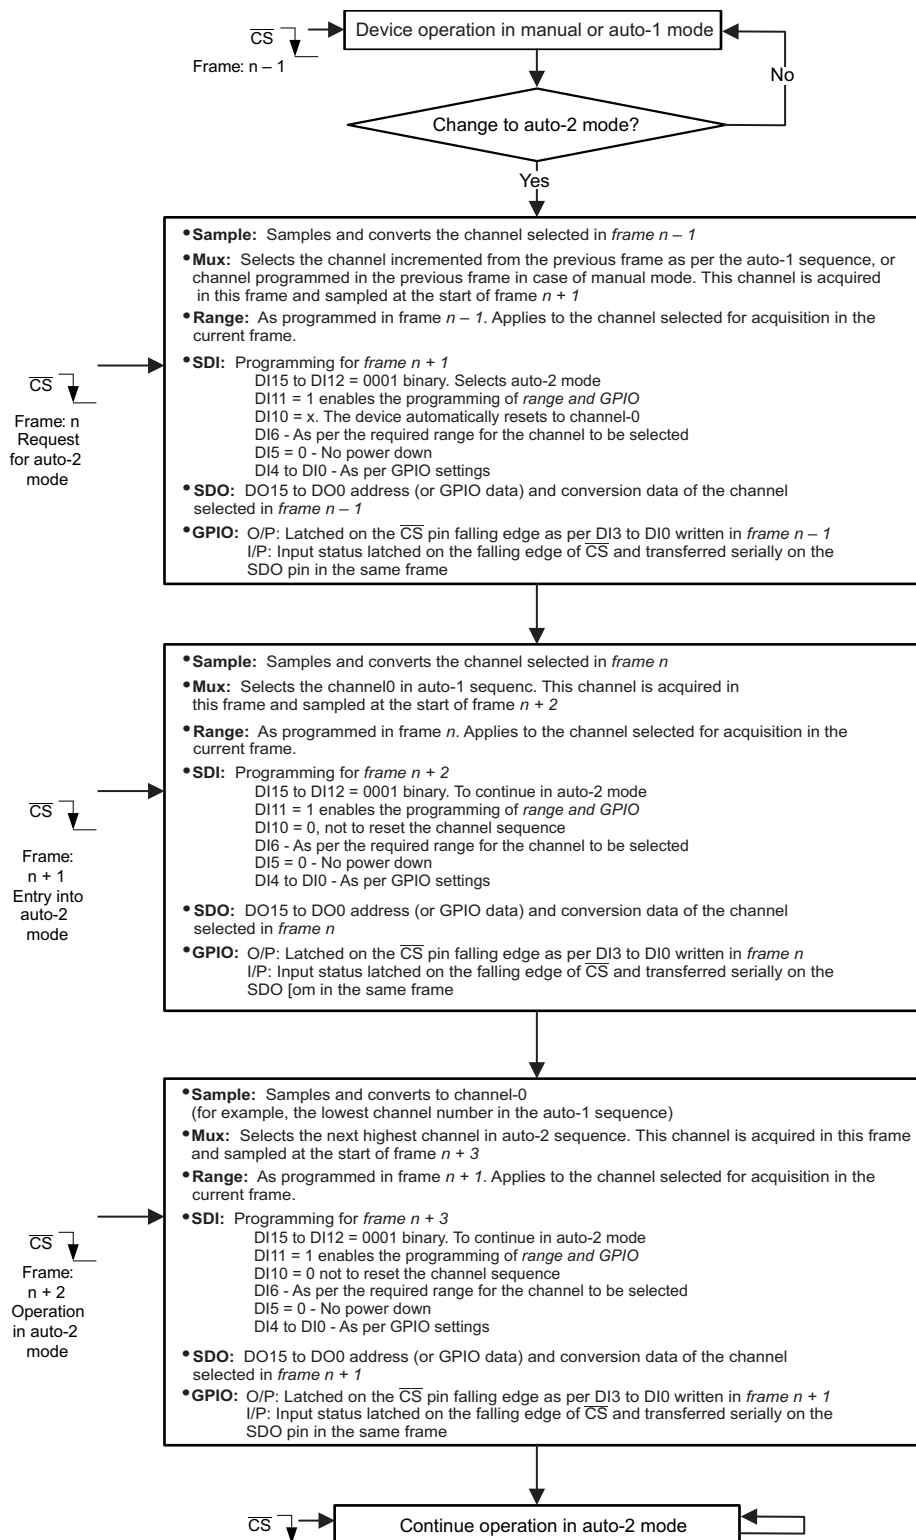 Device operation in manual or auto-1 mode
CS
Frame: n – 1
No
Change to auto-2 mode?
Yes
• Sample: Samples and converts the channel selected in frame n – 1
• Mux: Selects the channel incremented from the previous frame as per the auto-1 sequence, or
channel programmed in the previous frame in case of manual mode. This channel is acquired
in this frame and sampled at the start of frame n + 1
• Range: As programmed in frame n – 1. Applies to the channel selected for acquisition in the
current frame.
• SDI: Programming for frame n + 1
DI15 to DI12 = 0001 binary. Selects auto-2 mode
DI11 = 1 enables the programming of range and GPIO
DI10 = x. The device automatically resets to channel-0
DI6 - As per the required range for the channel to be selected
DI5 = 0 - No power down
DI4 to DI0 - As per GPIO settings
• SDO: DO15 to DO0 address (or GPIO data) and conversion data of the channel
selected in frame n – 1
• GPIO: O/P: Latched on the CS pin falling edge as per DI3 to DI0 written in frame n – 1
I/P: Input status latched on the falling edge of CS and transferred serially on the
SDO pin in the same frame
CS
Frame: n
Request
for auto-2
mode
• Sample: Samples and converts the channel selected in frame n
• Mux: Selects the channel0 in auto-1 sequenc. This channel is acquired in
this frame and sampled at the start of frame n + 2
• Range: As programmed in frame n. Applies to the channel selected for acquisition in the
current frame.
• SDI: Programming for frame n + 2
DI15 to DI12 = 0001 binary. To continue in auto-2 mode
DI11 = 1 enables the programming of range and GPIO
DI10 = 0, not to reset the channel sequence
DI6 - As per the required range for the channel to be selected
DI5 = 0 - No power down
DI4 to DI0 - As per GPIO settings
• SDO: DO15 to DO0 address (or GPIO data) and conversion data of the channel
selected in frame n
• GPIO: O/P: Latched on the CS pin falling edge as per DI3 to DI0 written in frame n
I/P: Input status latched on the falling edge of CS and transferred serially on the
SDO [om in the same frame
CS
Frame:
n + 1
Entry into
auto-2
mode
• Sample: Samples and converts to channel-0
(for example, the lowest channel number in the auto-1 sequence)
• Mux: Selects the next highest channel in auto-2 sequence. This channel is acquired in this frame
and sampled at the start of frame n + 3
• Range: As programmed in frame n + 1. Applies to the channel selected for acquisition in the
current frame.
• SDI: Programming for frame n + 3
DI15 to DI12 = 0001 binary. To continue in auto-2 mode
DI11 = 1 enables the programming of range and GPIO
DI10 = 0 not to reset the channel sequence
DI6 - As per the required range for the channel to be selected
DI5 = 0 - No power down
DI4 to DI0 - As per GPIO settings
• SDO: DO15 to DO0 address (or GPIO data) and conversion data of the channel
selected in frame n + 1
• GPIO: O/P: Latched on the CS pin falling edge as per DI3 to DI0 written in frame n + 1
I/P: Input status latched on the falling edge of CS and transferred serially on the
SDO pin in the same frame
CS
Frame:
n + 2
Operation
in auto-2
mode
CS
Continue operation in auto-2 mode